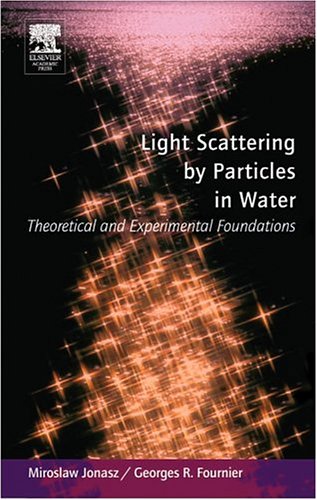 ELSEVIER
ACADEMIC
PRESS
Light Scattering
by Particles
in Water
Theoretical and Experimental Foundations
Miroslaw Jonasz / Georges R. Fournier